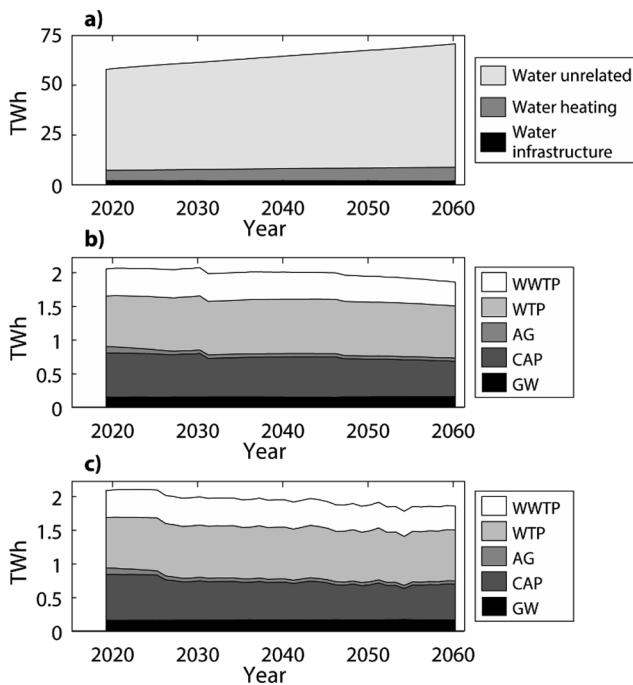 a)
75
50
25
0
TWh
2020 2030 2040 2050 2060
Year
Water unrelated
Water heating
Water
infrastructure
b)
2
1.5
1
0.5
0
TWh
2020 2030 2040 2050 2060
Year
WWTP
WTP
AG
CAP
GW
c)
2
1.5
1
0.5
0
TWh
2020 2030 2040 2050 2060
Year
WWTP
WTP
AG
CAP
GW